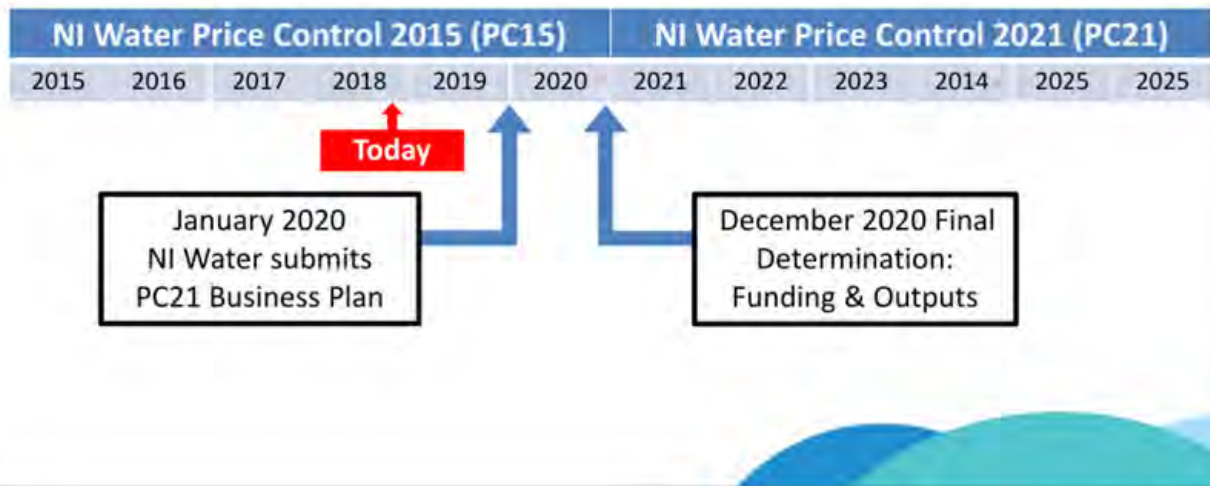 NI Water Price Control 2015 (PC15) NI Water Price Control 2021 (PC21)
2015 2016 2017 2018 2019 2020 2021 2022 2023 2014 2025 2025
Today
January 2020
NI Water submits
PC21 Business Plan
December 2020 Final
Determination:
Funding & Outputs